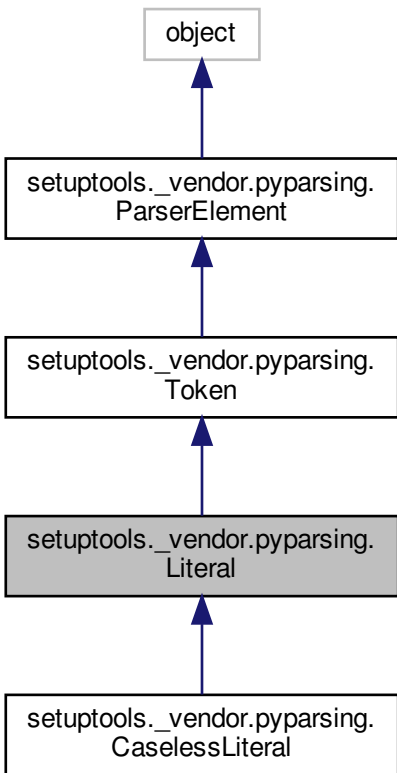 object
setuptools._vendor.pyparsing.
ParserElement
setuptools._vendor.pyparsing.
Token
setuptools._vendor.pyparsing.
Literal
setuptools._vendor.pyparsing.
CaselessLiteral